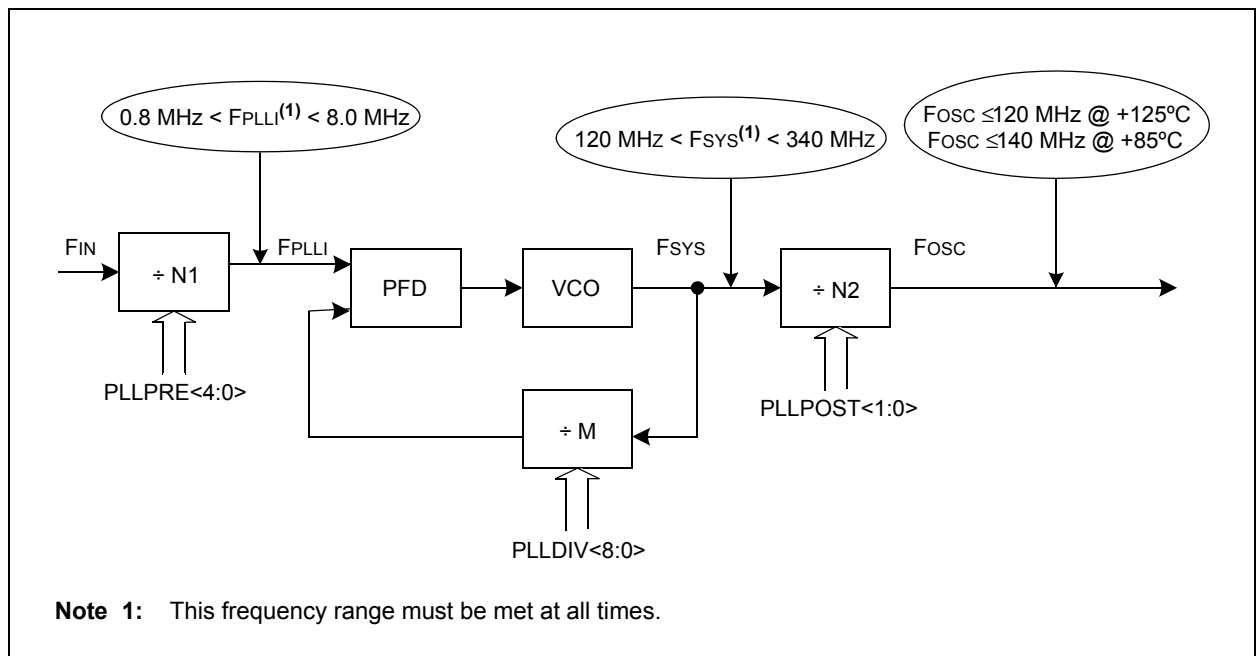 0.8 MHz < FPLLI(1) < 8.0 MHz
120 MHZ < FSYS(1) < 340 MHZ
FOSC ≤120 MHz @ +125ºC
FOSC ≤140 MHz @ +85ºC
FIN
÷ N1
FPLLI
PFD
VCO
FSYS
÷ N2
FOSC
PLLPRE<4:0>
÷ M
PLLPOST<1:0>
PLLDIV<8:0>
Note 1: This frequency range must be met at all times.